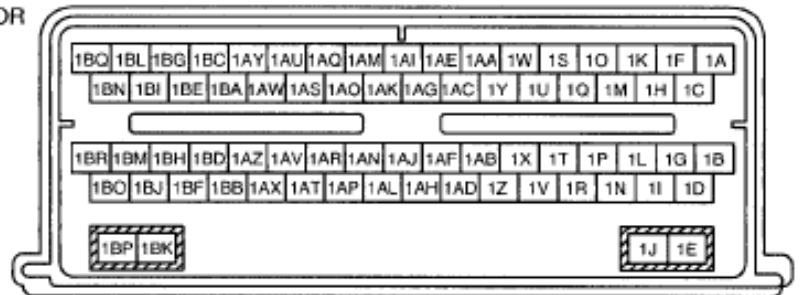 OR
1BQ 1BL 1BG 1BC 1AY 1AU 1AQ 1AM 1AI 1AE 1AA 1W 1S 1O 1K 1F 1A
1BN 1BI 1BE 1BA 1AW 1AS 1AO 1AK 1AG 1AC 1Y 1U 1Q 1M 1H 1C
1BR 1BM 1BH 1BD 1AZ 1AV 1AR 1AN 1AJ 1AF 1AB 1X 1T 1P 1L 1G 1B
1BO 1BJ 1BF 1BB 1AX 1AT 1AP 1AL 1AH 1AD 1Z 1V 1R 1N 1I 1D
1BP 1BK 1J 1E